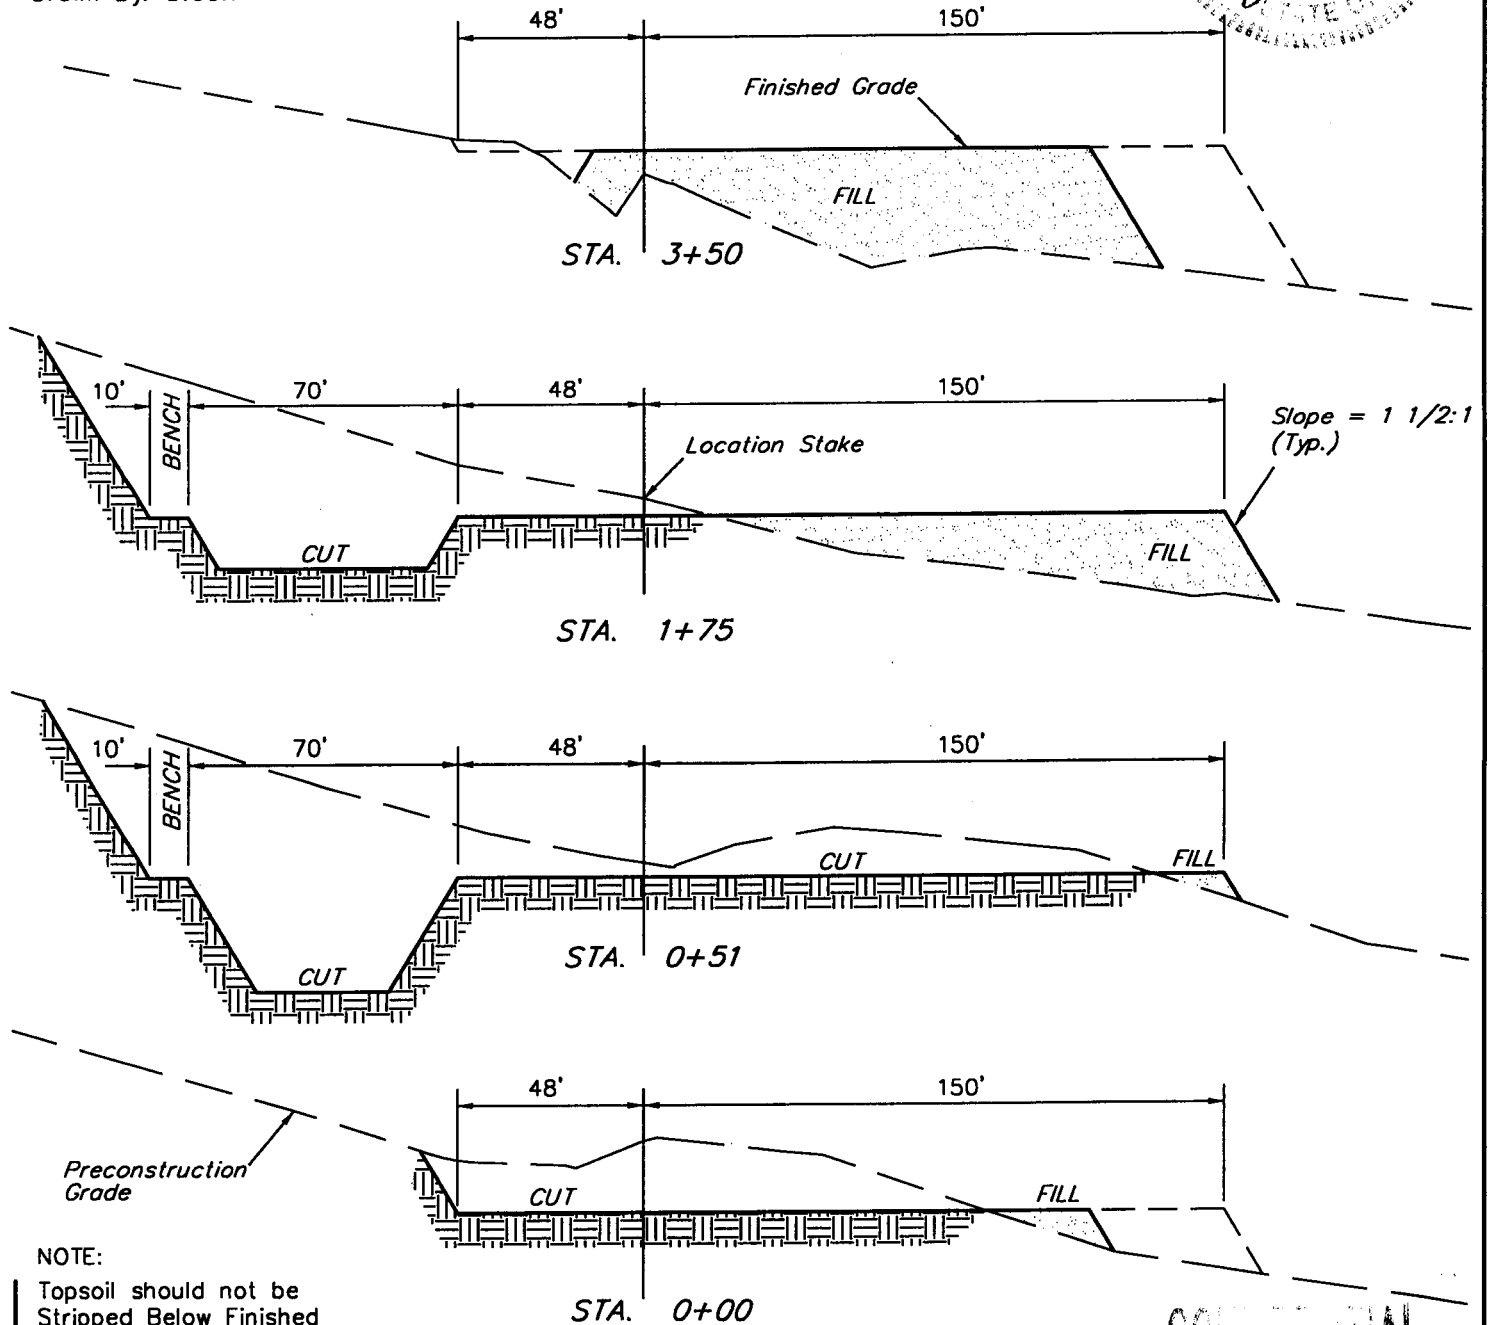 48'
150'
Finished Grade
FILL
STA. 3+50
10'
BENCH
70'
48'
150'
Slope = 1 1/2:1
(Typ.)
Location Stake
CUT
FILL
STA. 1+75
10'
BENCH
70'
48'
150'
CUT
FILL
CUT
STA. 0+51
48'
150'
Preconstruction
Grade
CUT
FILL
NOTE:
Topsoil should not be
Stripped Below Finished
STA. 0+00